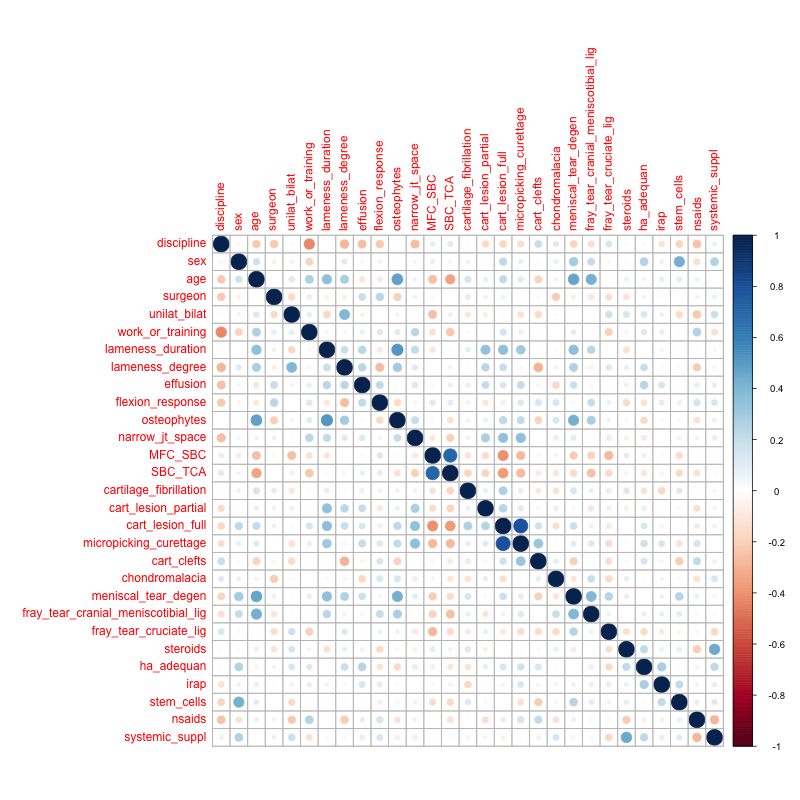 discipline
sex
age
surgeon
unilat_bilat
work_or_training
lameness_duration
lameness_degree
effusion
flexion_response
osteophytes
narrow_jt_space
MFC_SBC
SBC_TCA
cartilage_fibrillation
cart_lesion_partial
cart_lesion_full
micropicking_curettage
cart_clefts
chondromalacia
meniscal_tear_degen
fray_tear_cranial_meniscotibial_lig
fray_tear_cruciate_lig
steroids
ha_adequan
irap
stem_cells
nsaids
systemic_suppl
discipline
sex
age
surgeon
unilat_bilat
work_or_training
lameness_duration
lameness_degree
effusion
flexion_response
osteophytes
narrow_jt_space
MFC_SBC
SBC_TCA
cartilage_fibrillation
cart_lesion_partial
cart_lesion_full
micropicking_curettage
cart_clefts
chondromalacia
meniscal_tear_degen
fray_tear_cranial_meniscotibial_lig
fray_tear_cruciate_lig
steroids
ha_adequan
irap
stem_cells
nsaids
systemic_suppl
1
0.8
0.6
0.4
0.2
0
-0.2
-0.4
-0.6
-0.8
-1